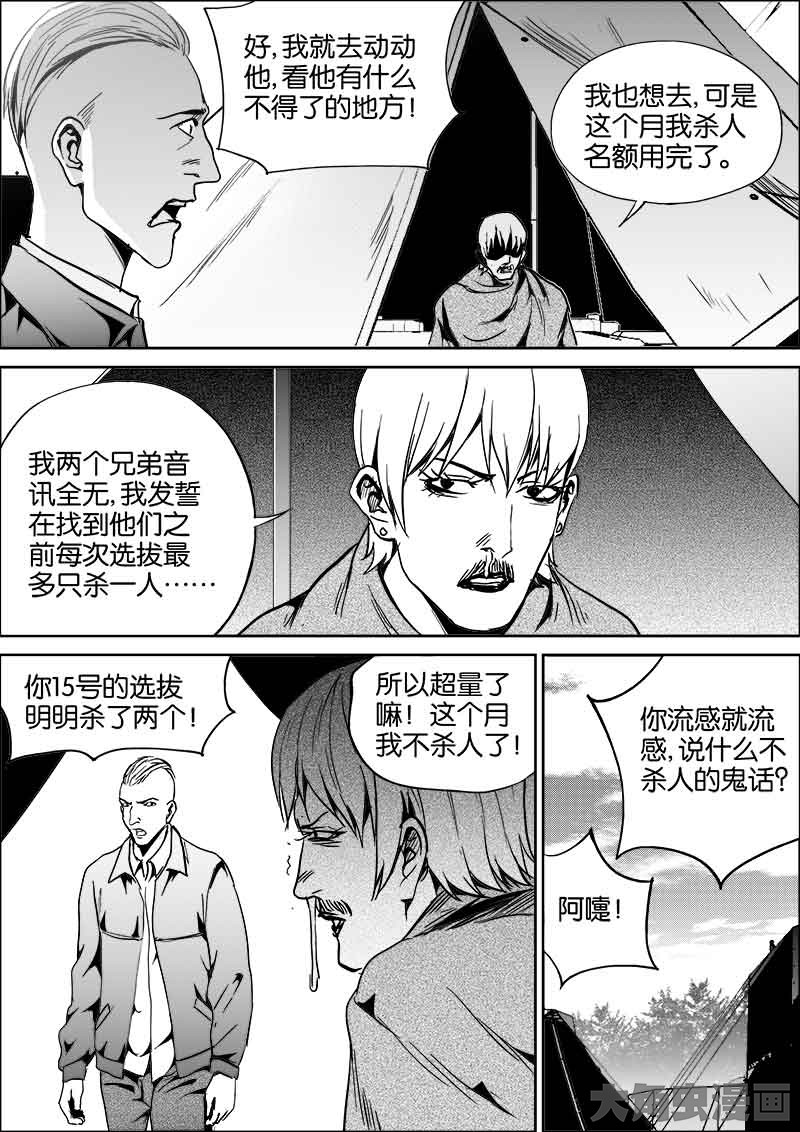 好,我就去动动
他,看他有什么
不得了的地方!
我也想去,可是
这个月我杀人
名额用完了。
我两个兄弟音
讯全无,我发誓
在找到他们之
前每次选拔最
多只杀一人……
你15号的选拔
明明杀了两个!
所以超量了
嘛!这个月
我不杀人了!
你流感就流
感,说什么不
杀人的鬼话?
阿嚏!
大角虫漫画